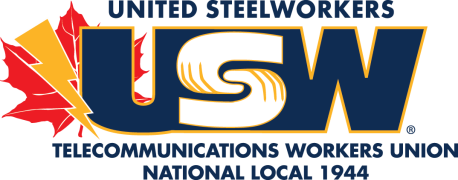 UNITED STEELWORKERS
USW®
TELECOMMUNICATIONS WORKERS UNION
NATIONAL LOCAL 1944